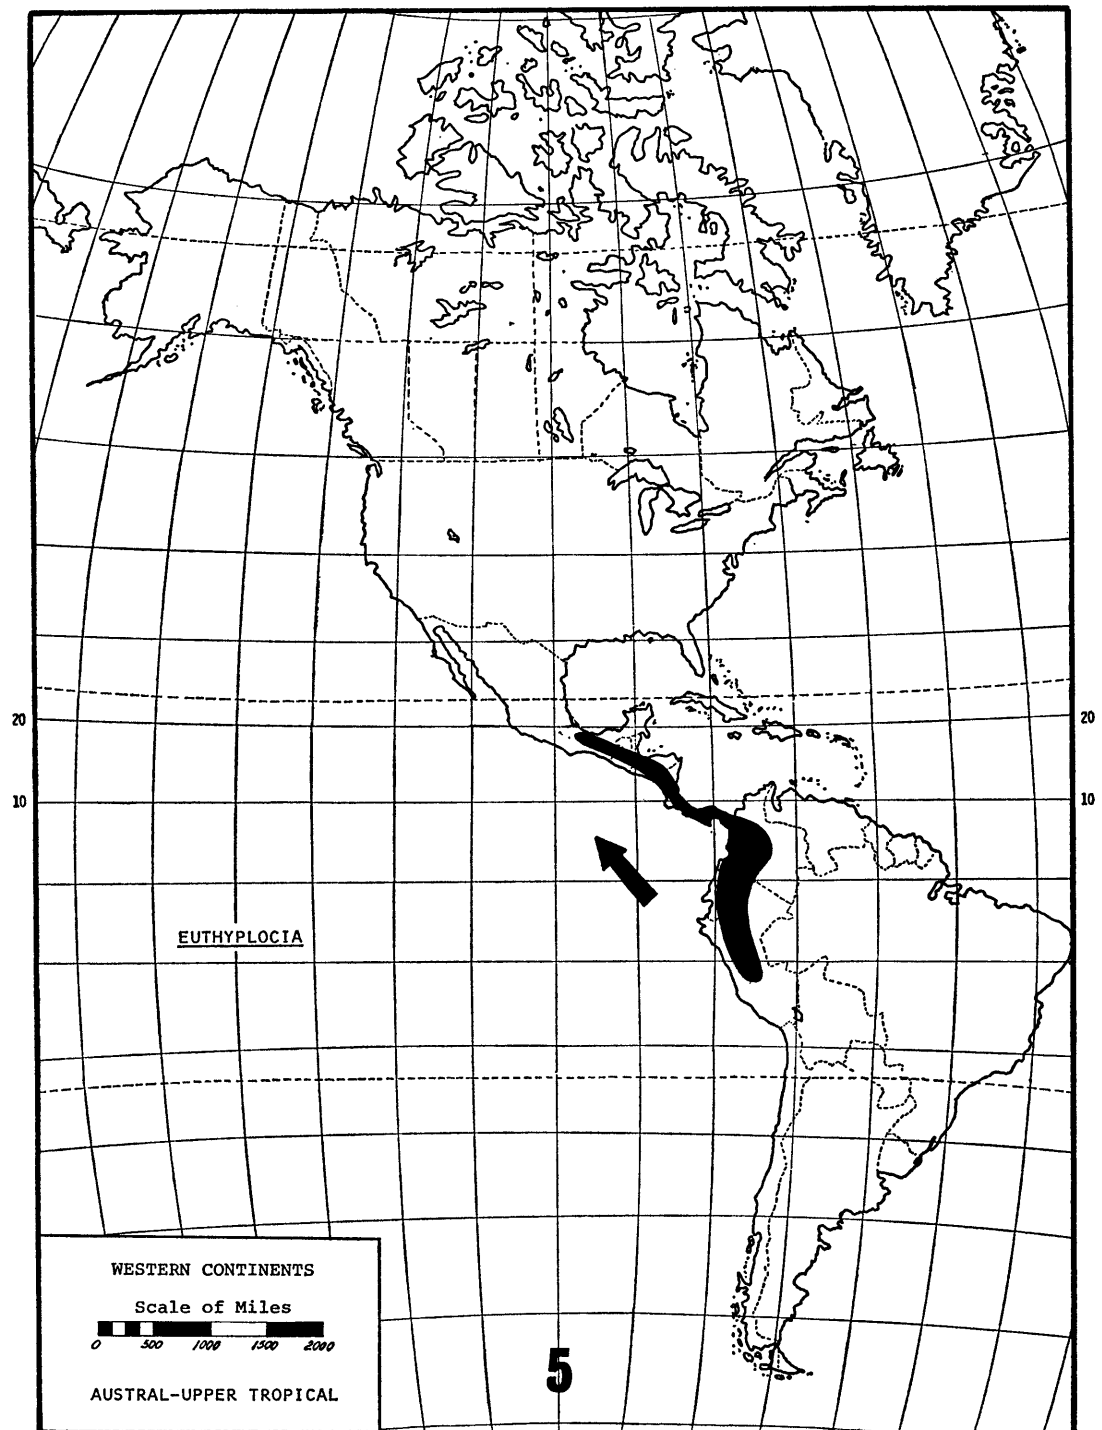 20
20
10
10
EUTHYPLOCIA
WESTERN CONTINENTS
Scale of Miles
0 500 1000 1500 2000
AUSTRAL-UPPER TROPICAL
5